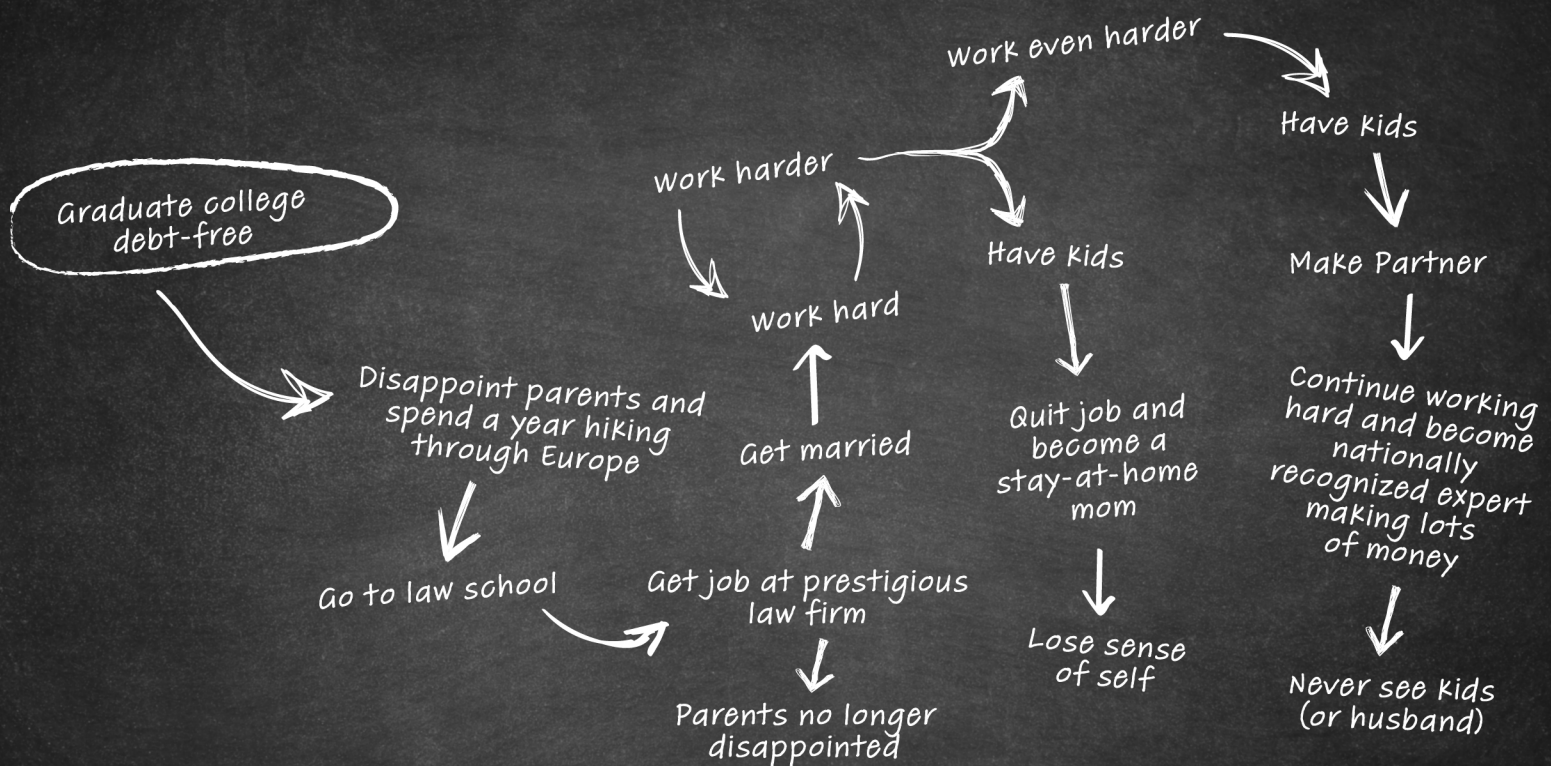 Graduate college
debt-free
Disappoint parents and
spend a year hiking
through Europe
Go to law school
Get job at prestigious
law firm
Parents no longer
disappointed
Get married
Work hard
Work harder
Work even harder
Have kids
Make Partner
Continue working
hard and become
nationally
recognized expert
making lots
of money
Never see kids
(or husband)
Have kids
Quit job and
become a
stay-at-home
mom
Lose sense
of self